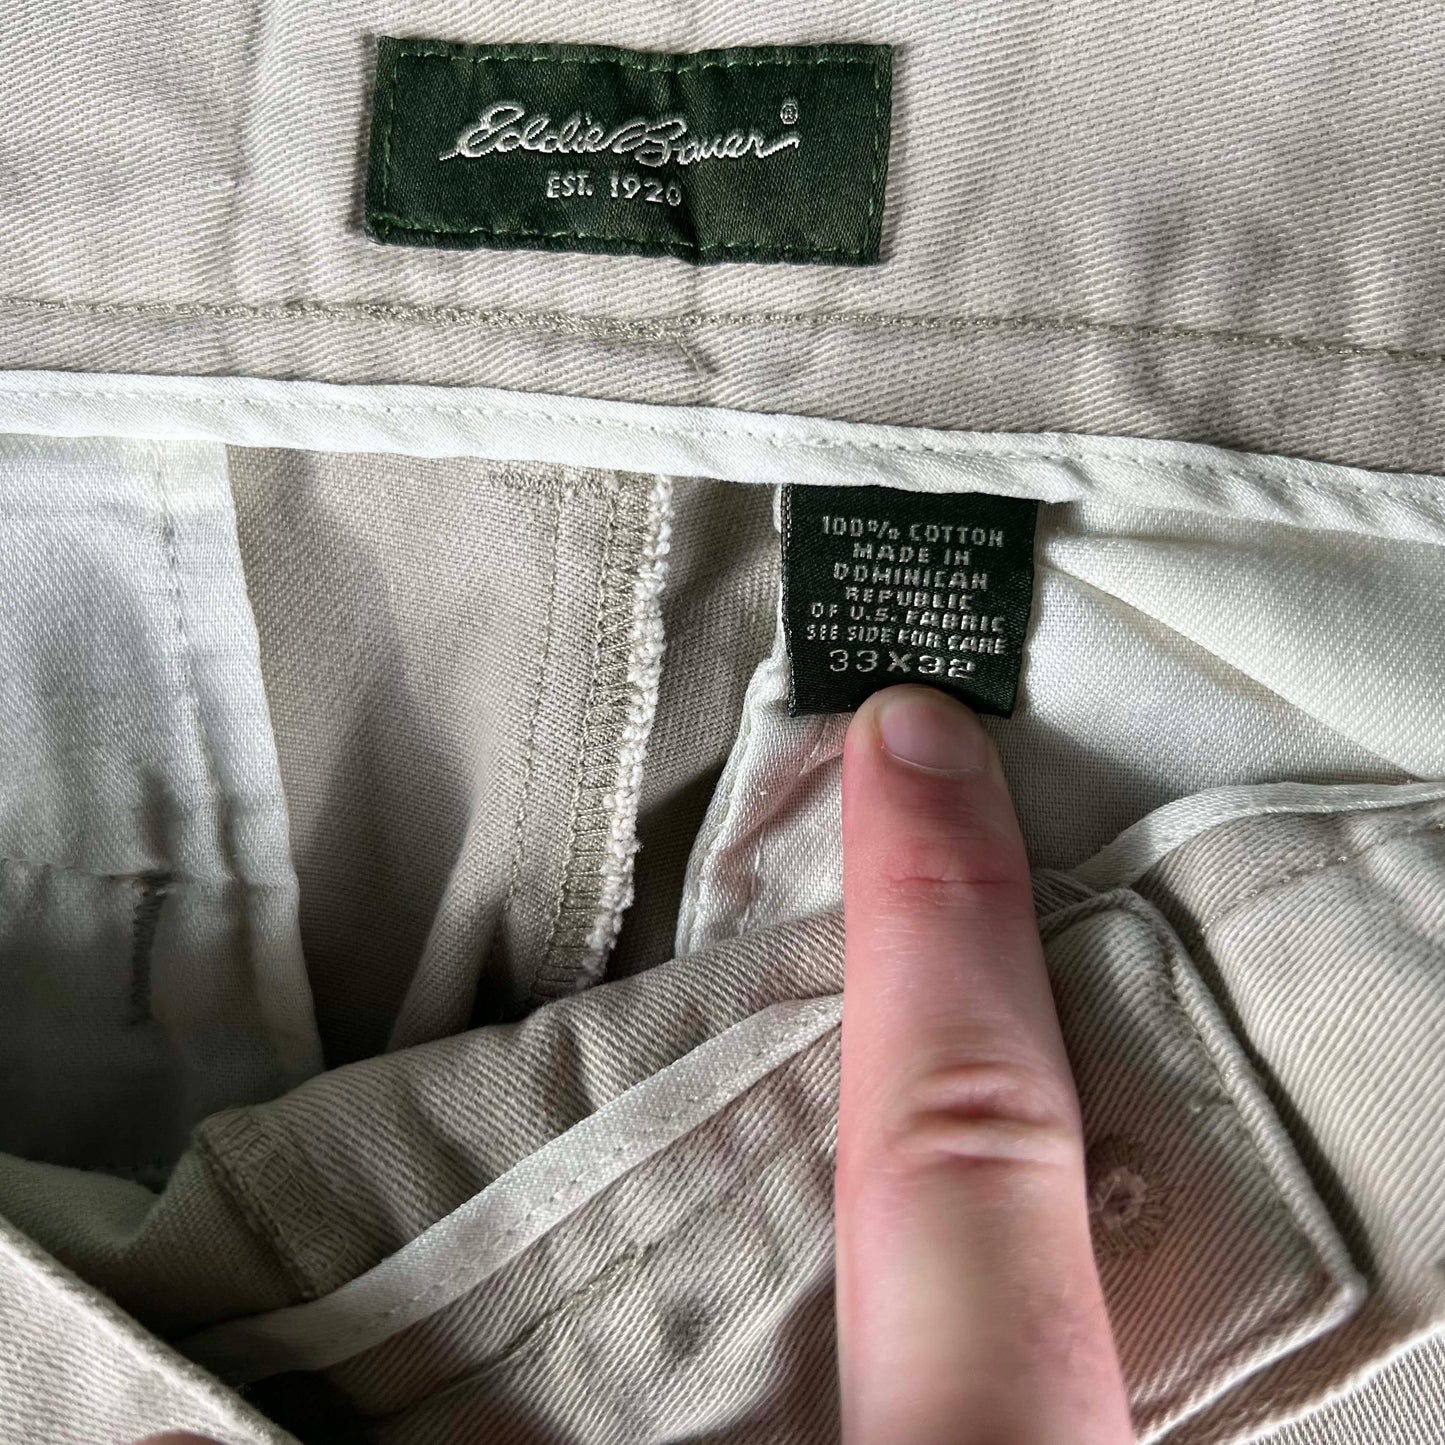 Eddie Bauer®
EST. 1920
100% COTTON
MADE IN
DOMINICAN
REPUBLIC
OF U.S. FABRIC
SEE SIDE FOR CARE
33X32